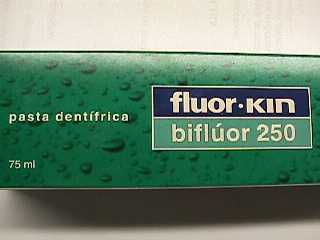 fluor·kin
pasta dentífrica
biflúor 250
75 ml